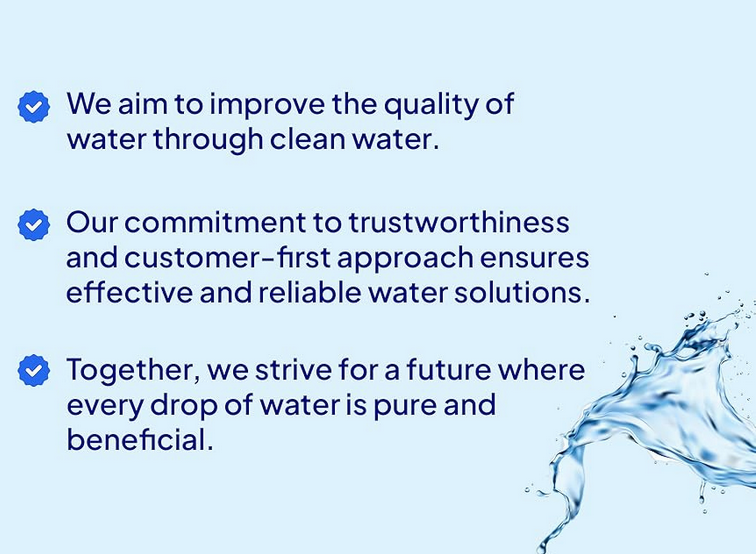 We aim to improve the quality of
water through clean water.
Our commitment to trustworthiness
and customer-first approach ensures
effective and reliable water solutions.
Together, we strive for a future where
every drop of water is pure and
beneficial.